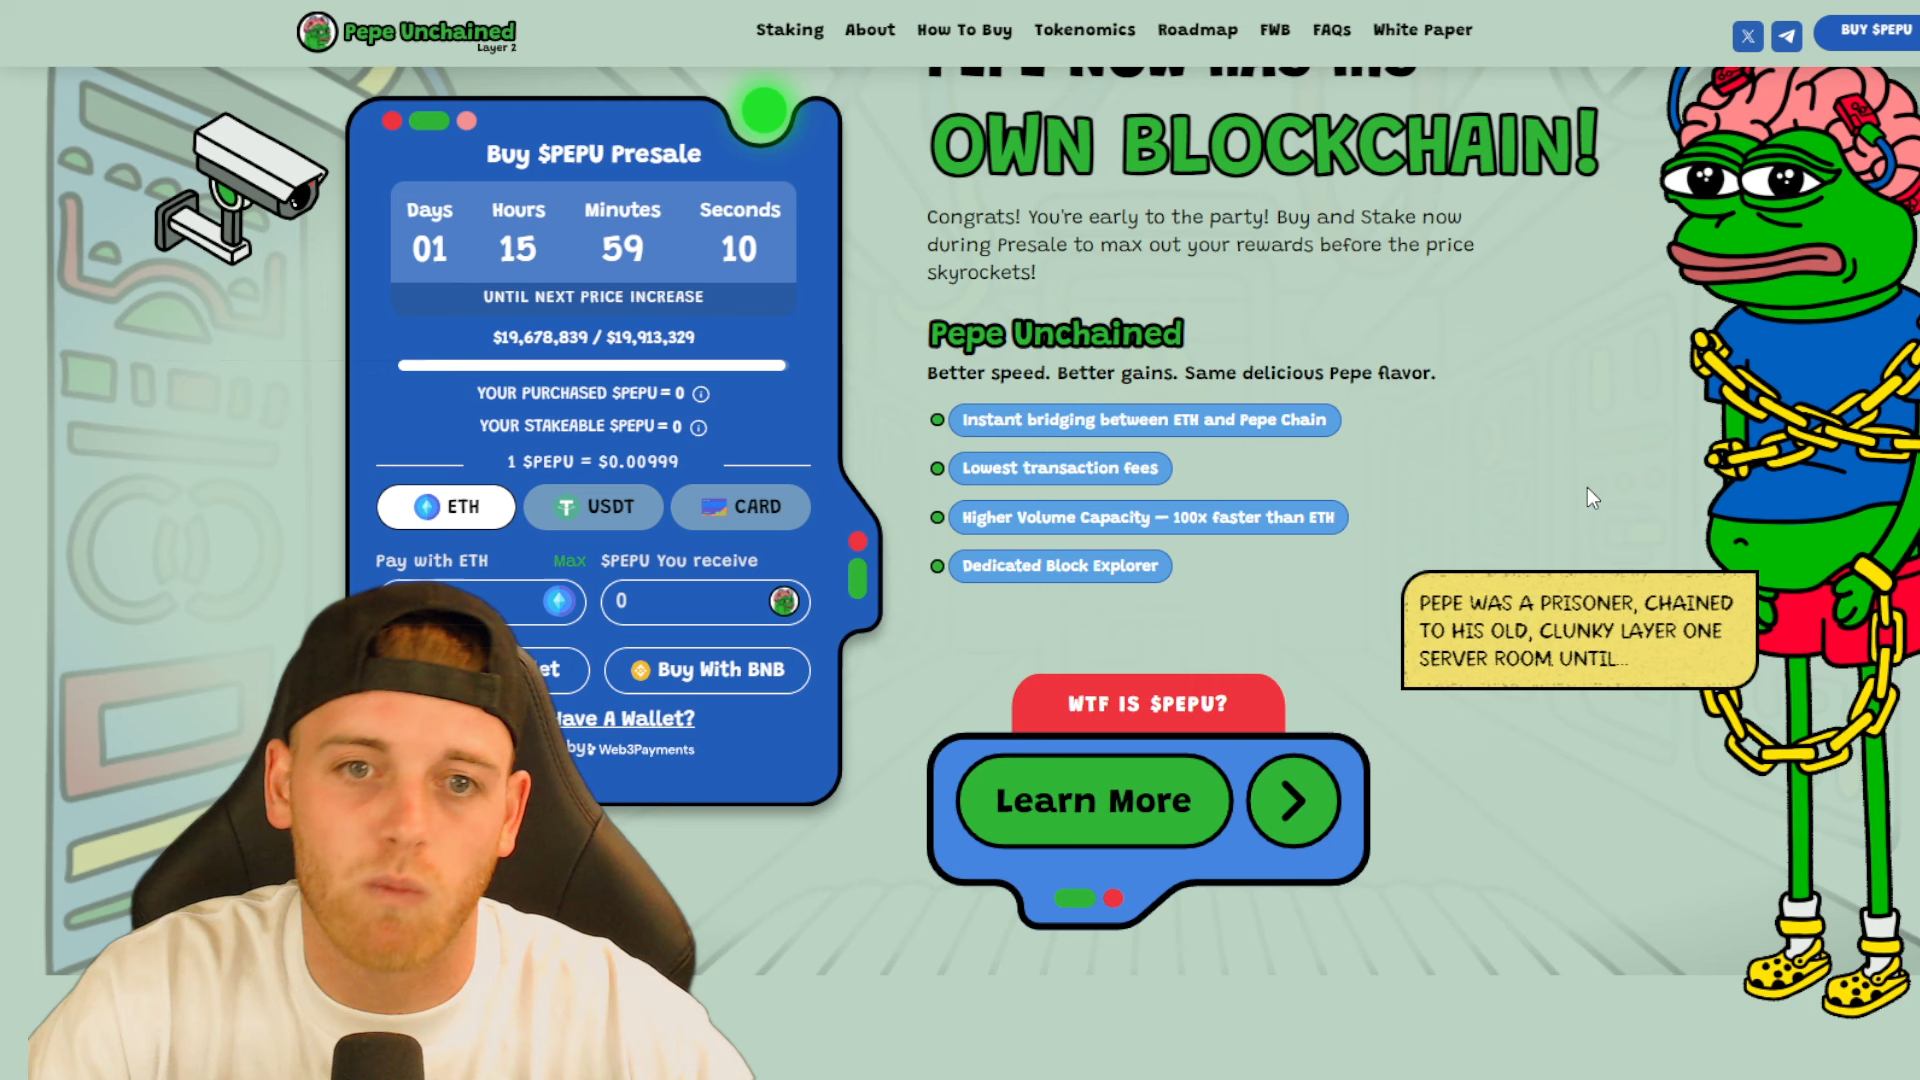 Pepe Unchained
Layer 2
Staking
About
How To Buy
Tokenomics
Roadmap
FWB
FAQs
White Paper
BUY $PEPU
Buy $PEPU Presale
Days
Hours
Minutes
Seconds
01
15
59
10
UNTIL NEXT PRICE INCREASE
$19,678,839 / $19,913,329
YOUR PURCHASED $PEPU = 0
YOUR STAKEABLE $PEPU = 0
1 $PEPU = $0.00999
ETH
USDT
CARD
Pay with ETH
Max
$PEPU You receive
0
Buy With BNB
A Wallet?
by
Web3Payments
OWN BLOCKCHAIN!
Congrats! You're early to the party! Buy and Stake now
during Presale to max out your rewards before the price
skyrockets!
Pepe Unchained
Better speed. Better gains. Same delicious Pepe flavor.
Instant bridging between ETH and Pepe Chain
Lowest transaction fees
Higher Volume Capacity — 100x faster than ETH
Dedicated Block Explorer
PEPE WAS A PRISONER, CHAINED
TO HIS OLD, CLUNKY LAYER ONE
SERVER ROOM UNTIL...
WTF IS $PEPU?
Learn More